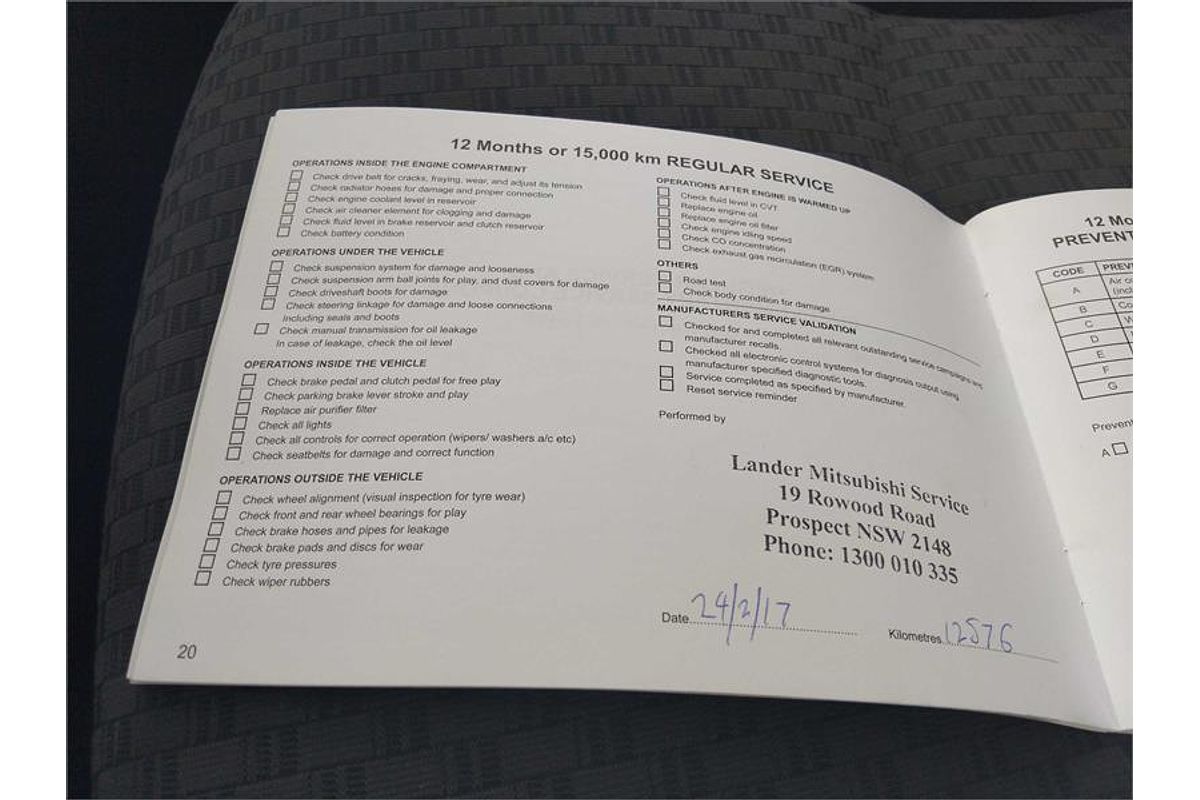 12 Months or 15,000 km REGULAR SERVICE
OPERATIONS INSIDE THE ENGINE COMPARTMENT
Check drive belt for cracks, fraying, wear, and adjust its tension
Check radiator hoses for damage and proper connection
Check engine coolant level in reservoir
Check air cleaner element for clogging and damage
Check fluid level in brake reservoir and clutch reservoir
Check battery condition
OPERATIONS UNDER THE VEHICLE
Check suspension system for damage and looseness
Check suspension arm ball joints for play, and dust covers for damage
Check driveshaft boots for damage
Check steering linkage for damage and loose connections
including seals and boots
Check manual transmission for oil leakage
In case of leakage, check the oil level
OPERATIONS INSIDE THE VEHICLE
Check brake pedal and clutch pedal for free play
Check parking brake lever stroke and play
Replace air purifier filter
Check all lights
Check all controls for correct operation (wipers/ washers a/c etc)
Check seatbelts for damage and correct function
OPERATIONS OUTSIDE THE VEHICLE
Check wheel alignment (visual inspection for tyre wear)
Check front and rear wheel bearings for play
Check brake hoses and pipes for leakage
Check brake pads and discs for wear
Check tyre pressures
Check wiper rubbers
20
OPERATIONS AFTER ENGINE IS WARMED UP
Check fluid level in CVT
Replace engine oil
Replace engine oil filter
Check engine idling speed
Check CO concentration
Check exhaust gas recirculation (EGR) system
OTHERS
Road test
Check body condition for damage
MANUFACTURERS SERVICE VALIDATION
Checked for and completed all relevant outstanding service campaigns and
manufacturer recalls.
Checked all electronic control systems for diagnosis output using
manufacturer specified diagnostic tools.
Service completed as specified by manufacturer.
Reset service reminder
Performed by
Lander Mitsubishi Service
19 Rowood Road
Prospect NSW 2148
Phone: 1300 010 335
Date 24/2/17
Kilometres 12576
12 Mo
PREVENT
CODE PREVE
A Air co
(incl
B Co
C W
D
E
F
G
Prevent
A